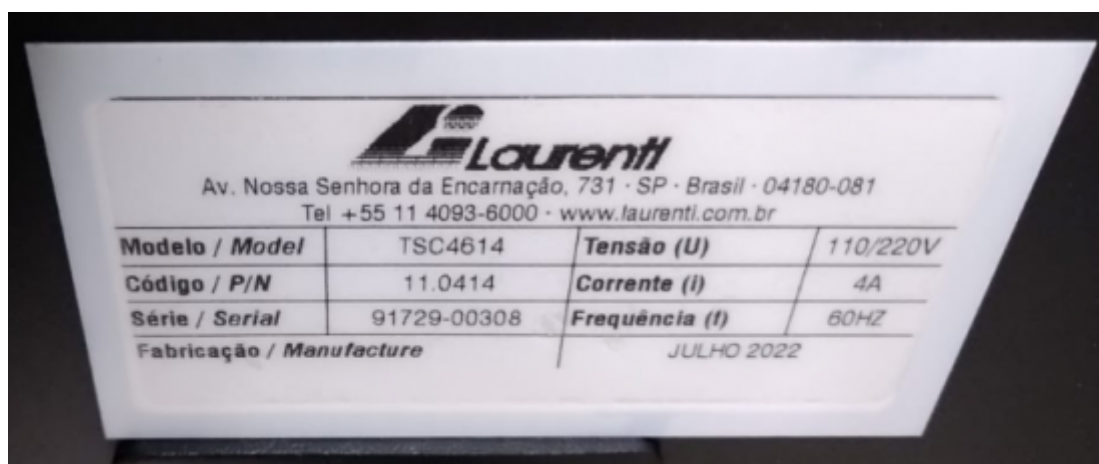 Laurenti
Av. Nossa Senhora da Encarnação, 731 · SP · Brasil · 04180-081
Tel +55 11 4093-6000 · www.laurenti.com.br
Modelo / Model TSC4614 Tensão (U) 110/220V
Código / P/N 11.0414 Corrente (i) 4A
Série / Serial 91729-00308 Frequência (f) 60HZ
Fabricação / Manufacture JULHO 2022